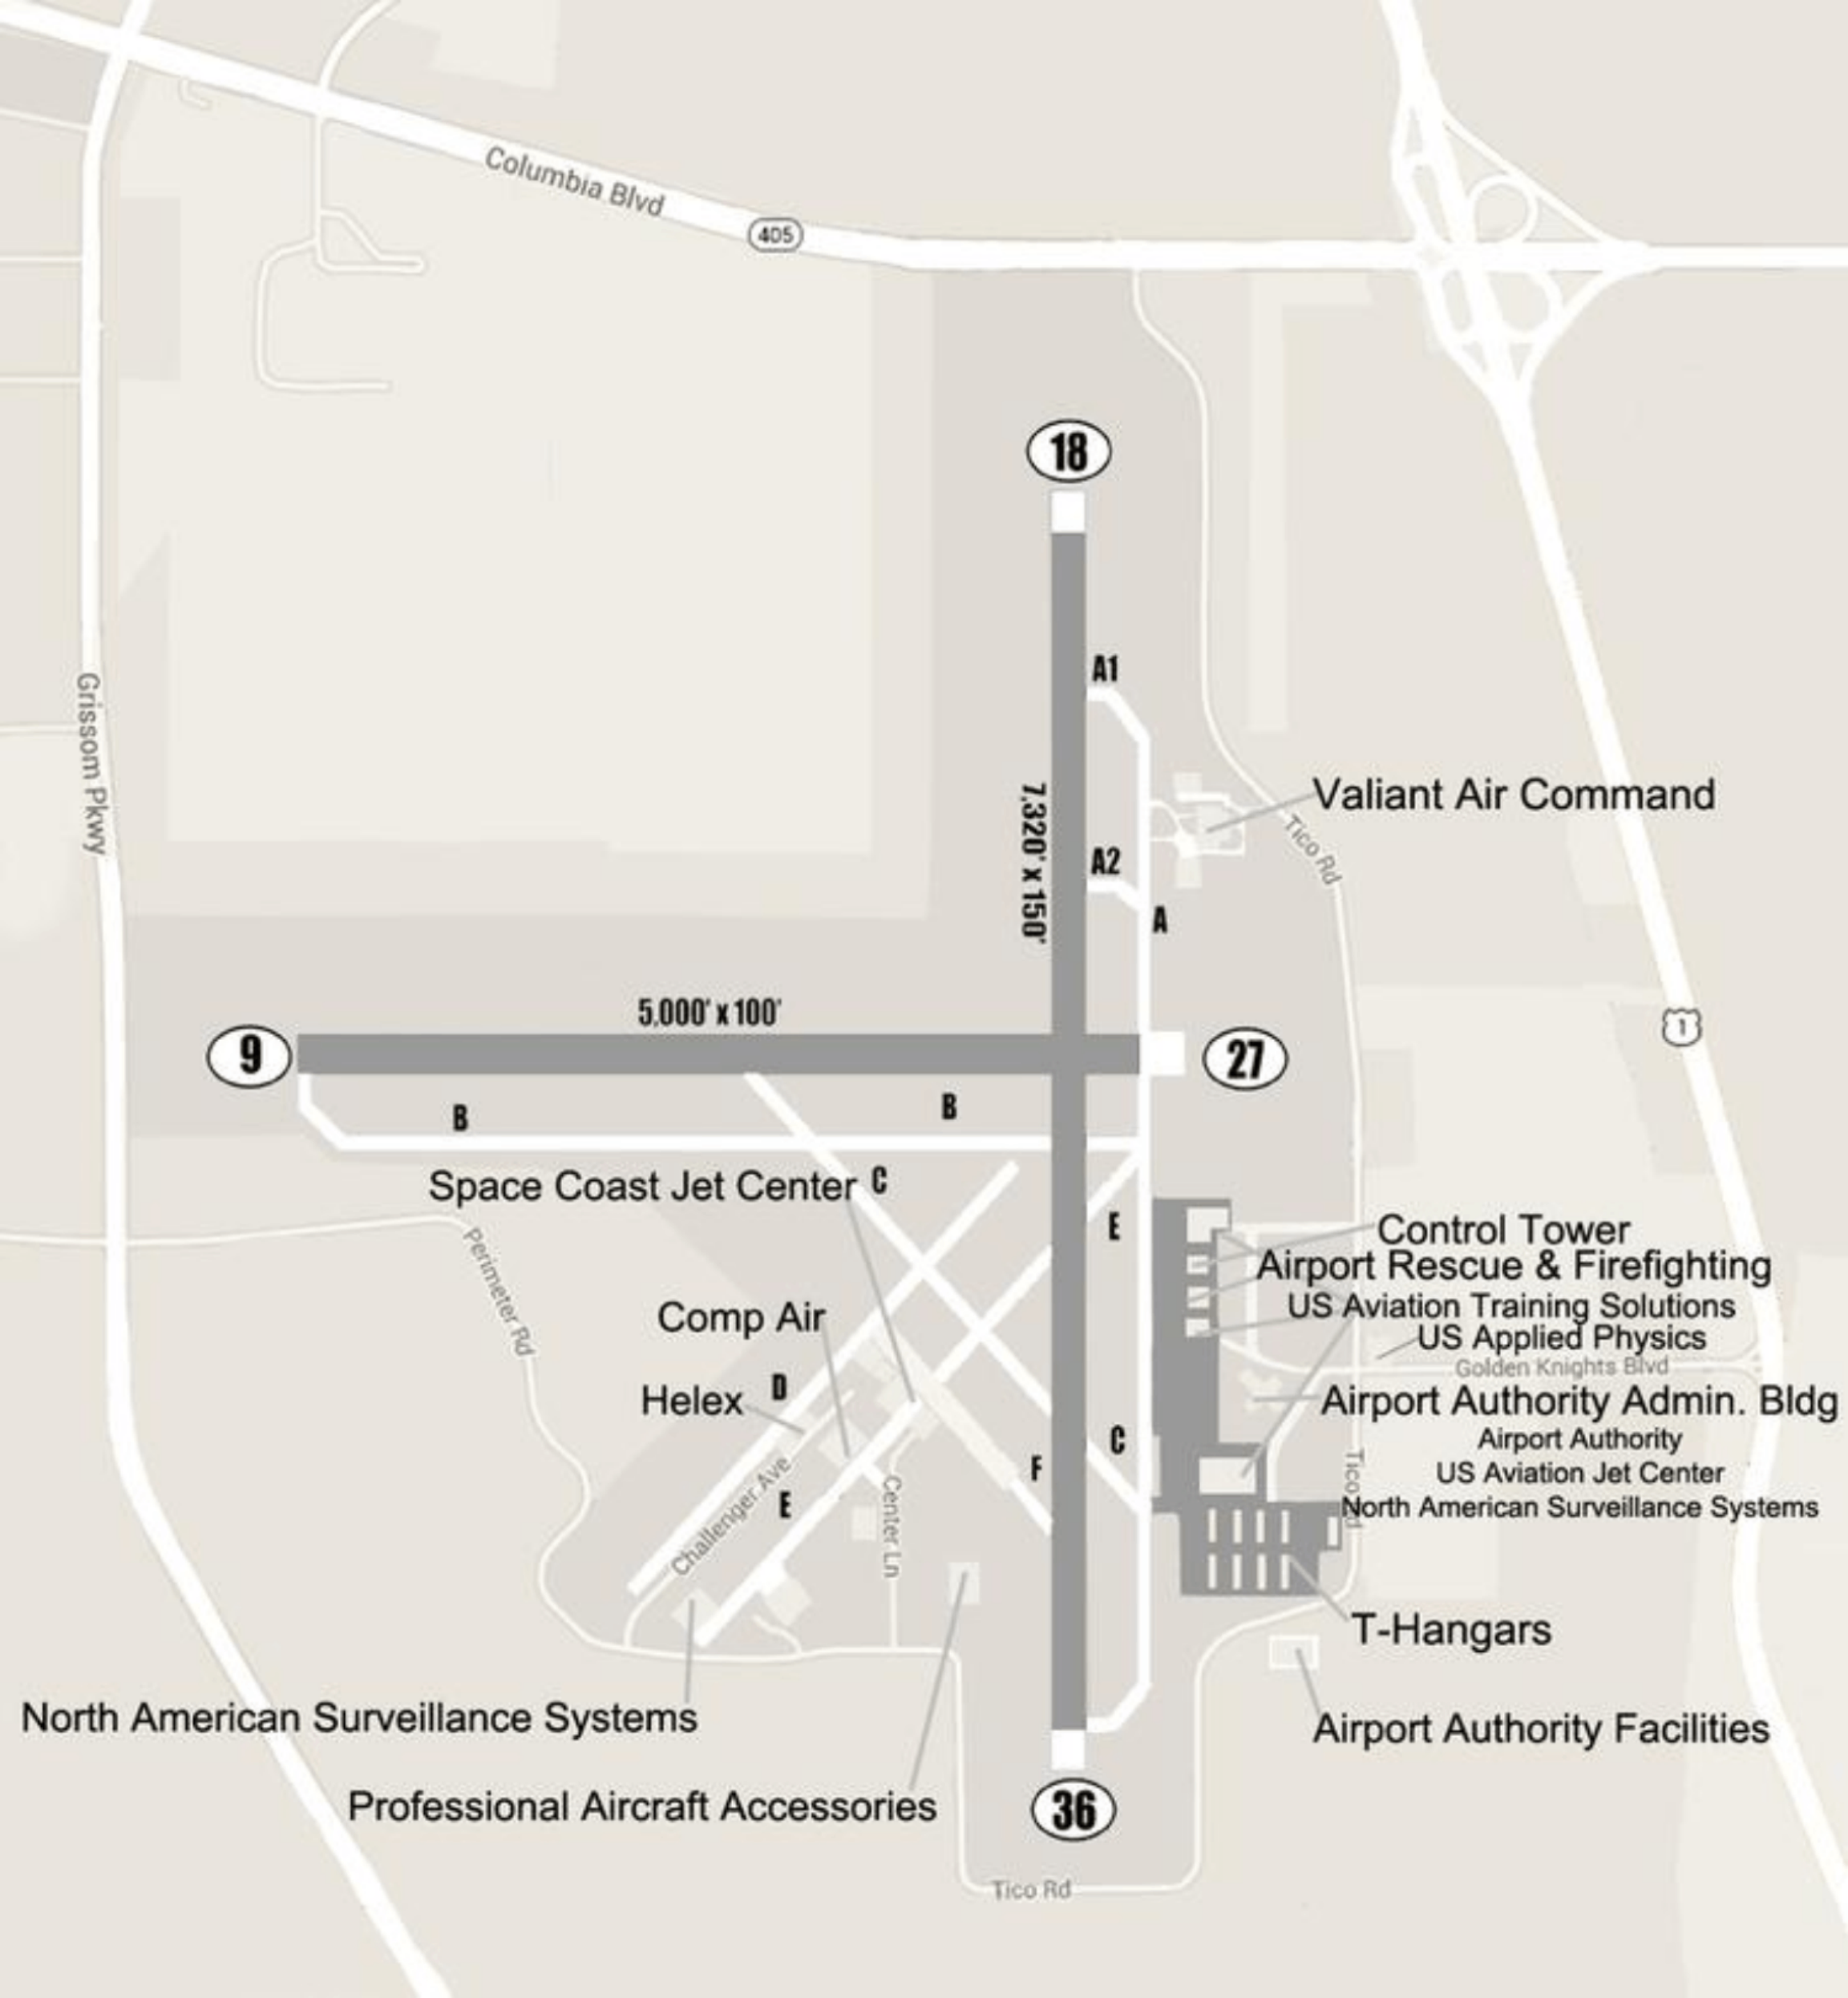 Columbia Blvd
405
18
A1
Grissom Pkwy
7,320' x 150'
Valiant Air Command
Tico Rd
A2
A
5,000' x 100'
1
9
27
B
B
Space Coast Jet Center
C
E
Control Tower
Perimeter Rd
Airport Rescue & Firefighting
Comp Air
US Aviation Training Solutions
US Applied Physics
Golden Knights Blvd
Helex
D
Airport Authority Admin. Bldg
C
Airport Authority
F
US Aviation Jet Center
Challenger Ave
E
Center Ln
Tico Rd
North American Surveillance Systems
T-Hangars
North American Surveillance Systems
Airport Authority Facilities
Professional Aircraft Accessories
36
Tico Rd